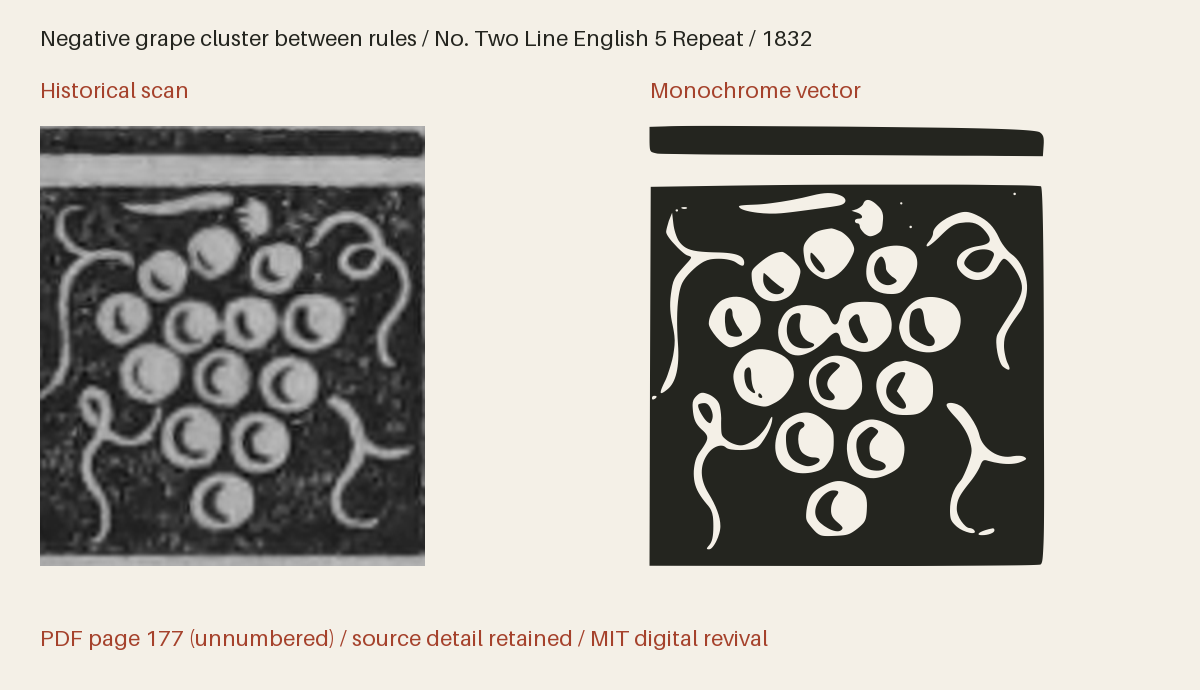 Negative grape cluster between rules / No. Two Line English 5 Repeat / 1832
Historical scan
Monochrome vector
PDF page 177 (unnumbered) / source detail retained / MIT digital revival